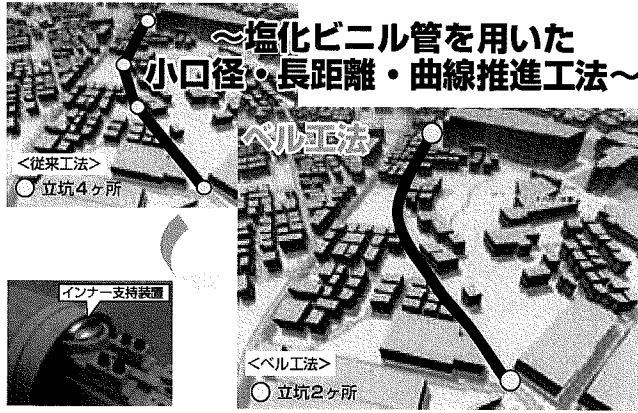 ～塩化ビニル管を用いた
小口径・長距離・曲線推進工法～
<従来工法>
○ 立坑4ヶ所
ベル工法
インナー支持装置
<ベル工法>
○ 立坑2ヶ所